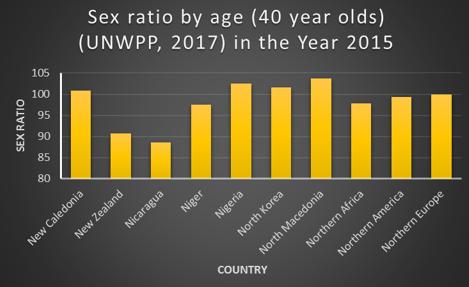 Sex ratio by age (40 year olds)
(UNWPP, 2017) in the Year 2015
105
100
95
90
85
80
SEX RATIO
New Caledonia
New Zealand
Nicaragua
Niger
Nigeria
North Korea
North Macedonia
Northern Africa
Northern America
Northern Europe
COUNTRY